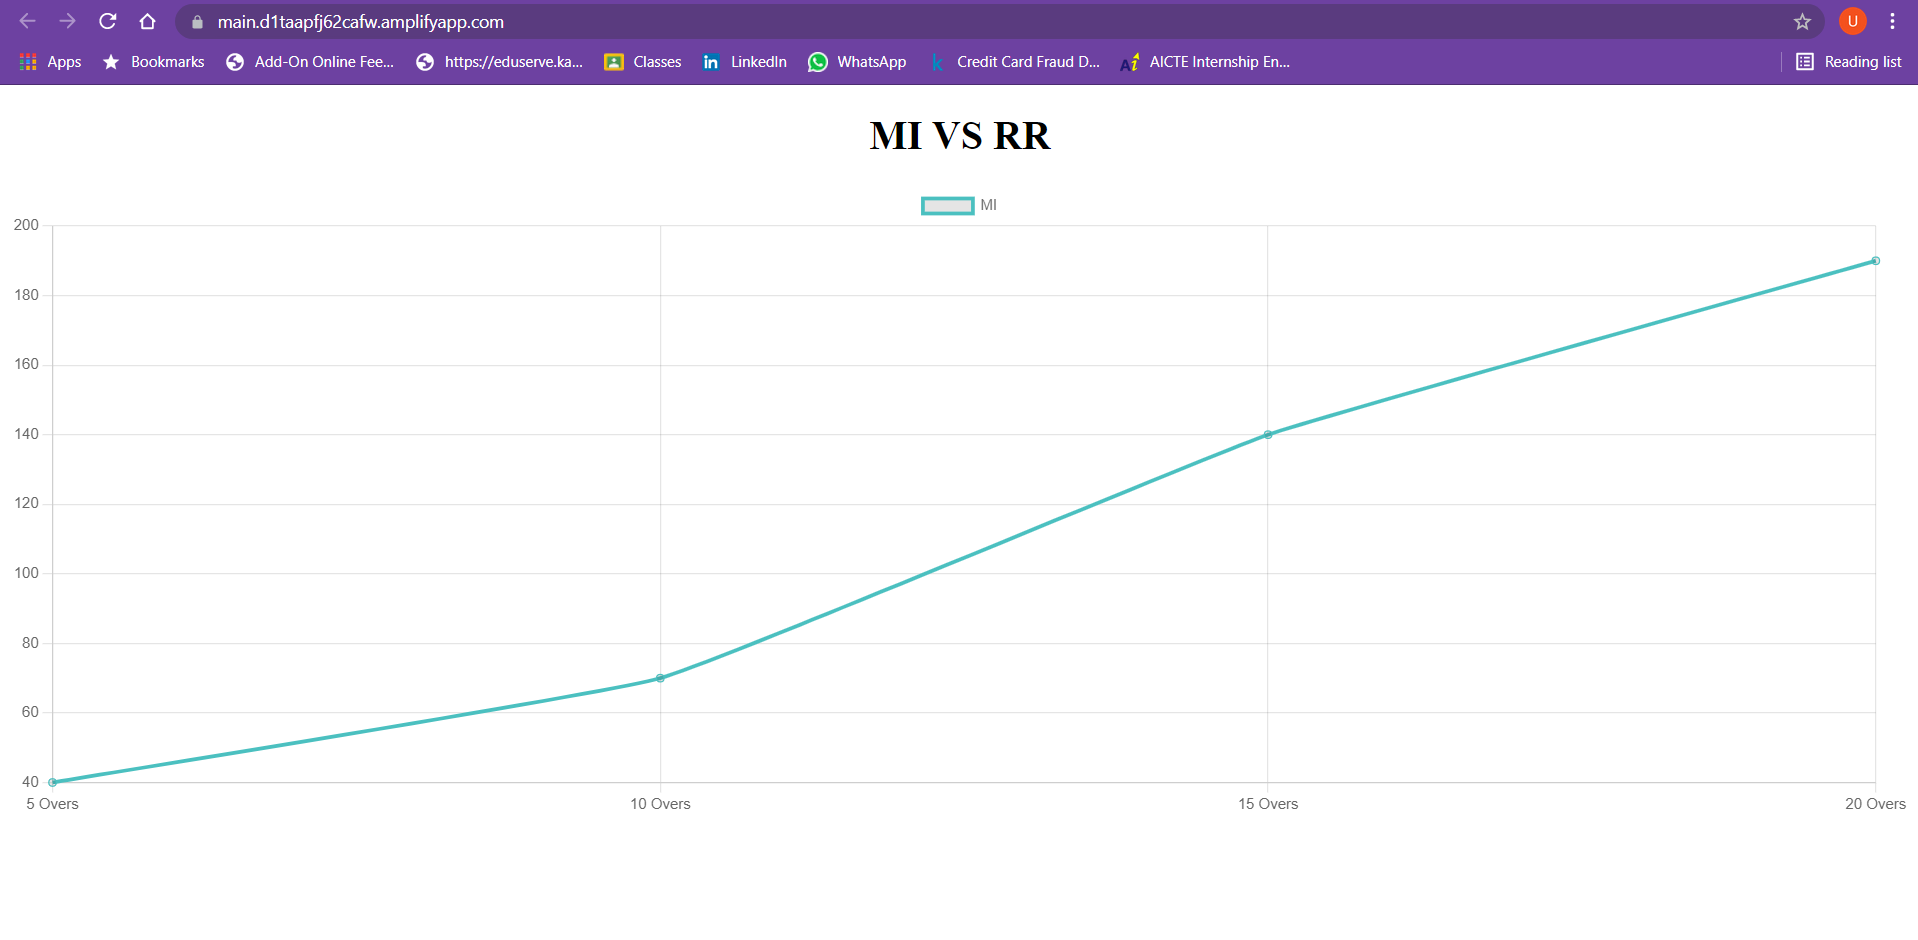 main.d1taapfj62cafw.amplifyapp.com
U
Apps Bookmarks Add-On Online Fee... https://eduserve.ka... Classes LinkedIn WhatsApp Credit Card Fraud D... AICTE Internship En... Reading list
MI VS RR
MI
200
180
160
140
120
100
80
60
40
5 Overs 10 Overs 15 Overs 20 Overs